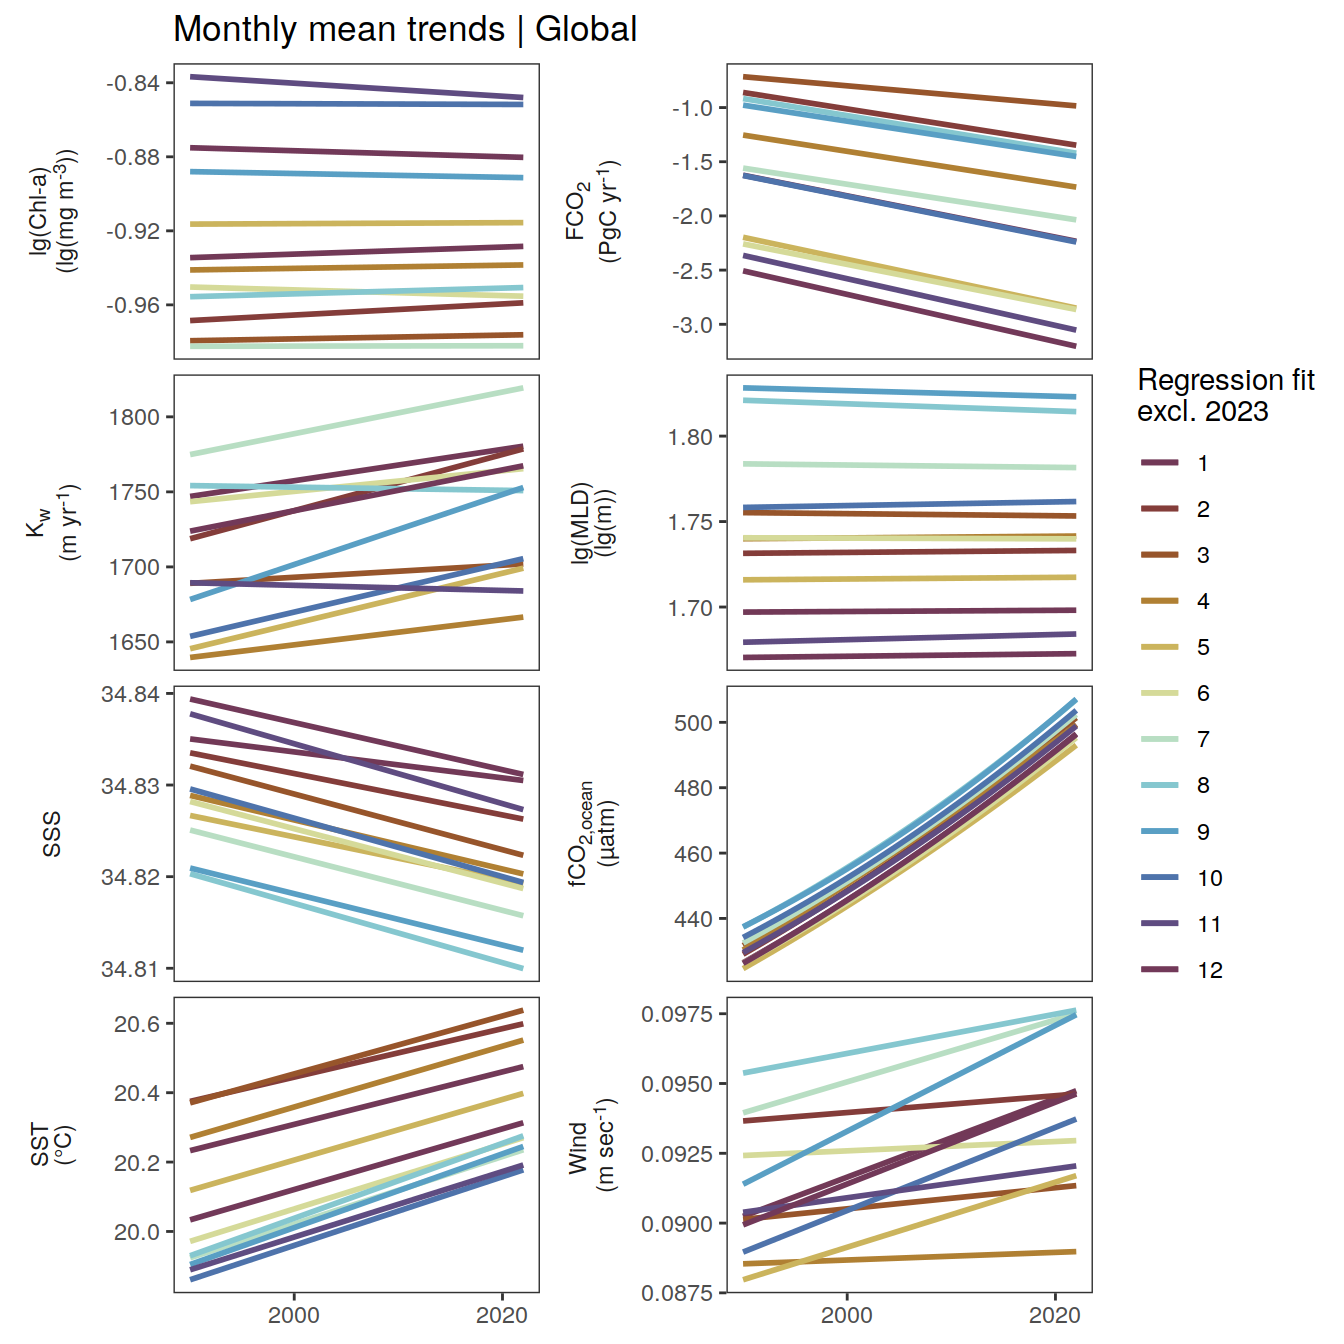 Monthly mean trends | Global
lg(Chl-a)
(lg(mg m⁻³))
-0.84
-0.88
-0.92
-0.96
FCO₂
(PgC yr⁻¹)
-1.0
-1.5
-2.0
-2.5
-3.0
Kw
(m yr⁻¹)
1800
1750
1700
1650
lg(MLD)
(lg(m))
1.80
1.75
1.70
SSS
34.84
34.83
34.82
34.81
fCO₂,ocean
(µatm)
500
480
460
440
SST
(°C)
20.6
20.4
20.2
20.0
2000
2020
Wind
(m sec⁻¹)
0.0975
0.0950
0.0925
0.0900
0.0875
2000
2020
Regression fit
excl. 2023
1
2
3
4
5
6
7
8
9
10
11
12